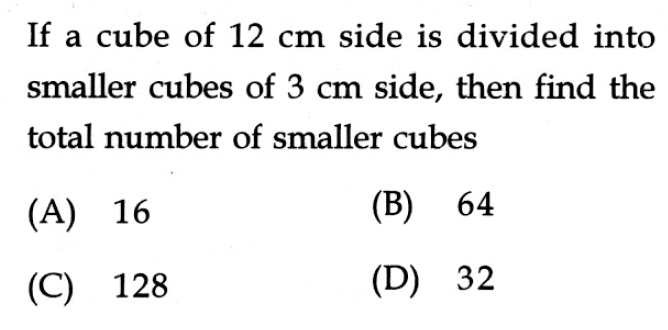 If a cube of 12 cm side is divided into
smaller cubes of 3 cm side, then find the
total number of smaller cubes
(A) 16 (B) 64
(C) 128 (D) 32